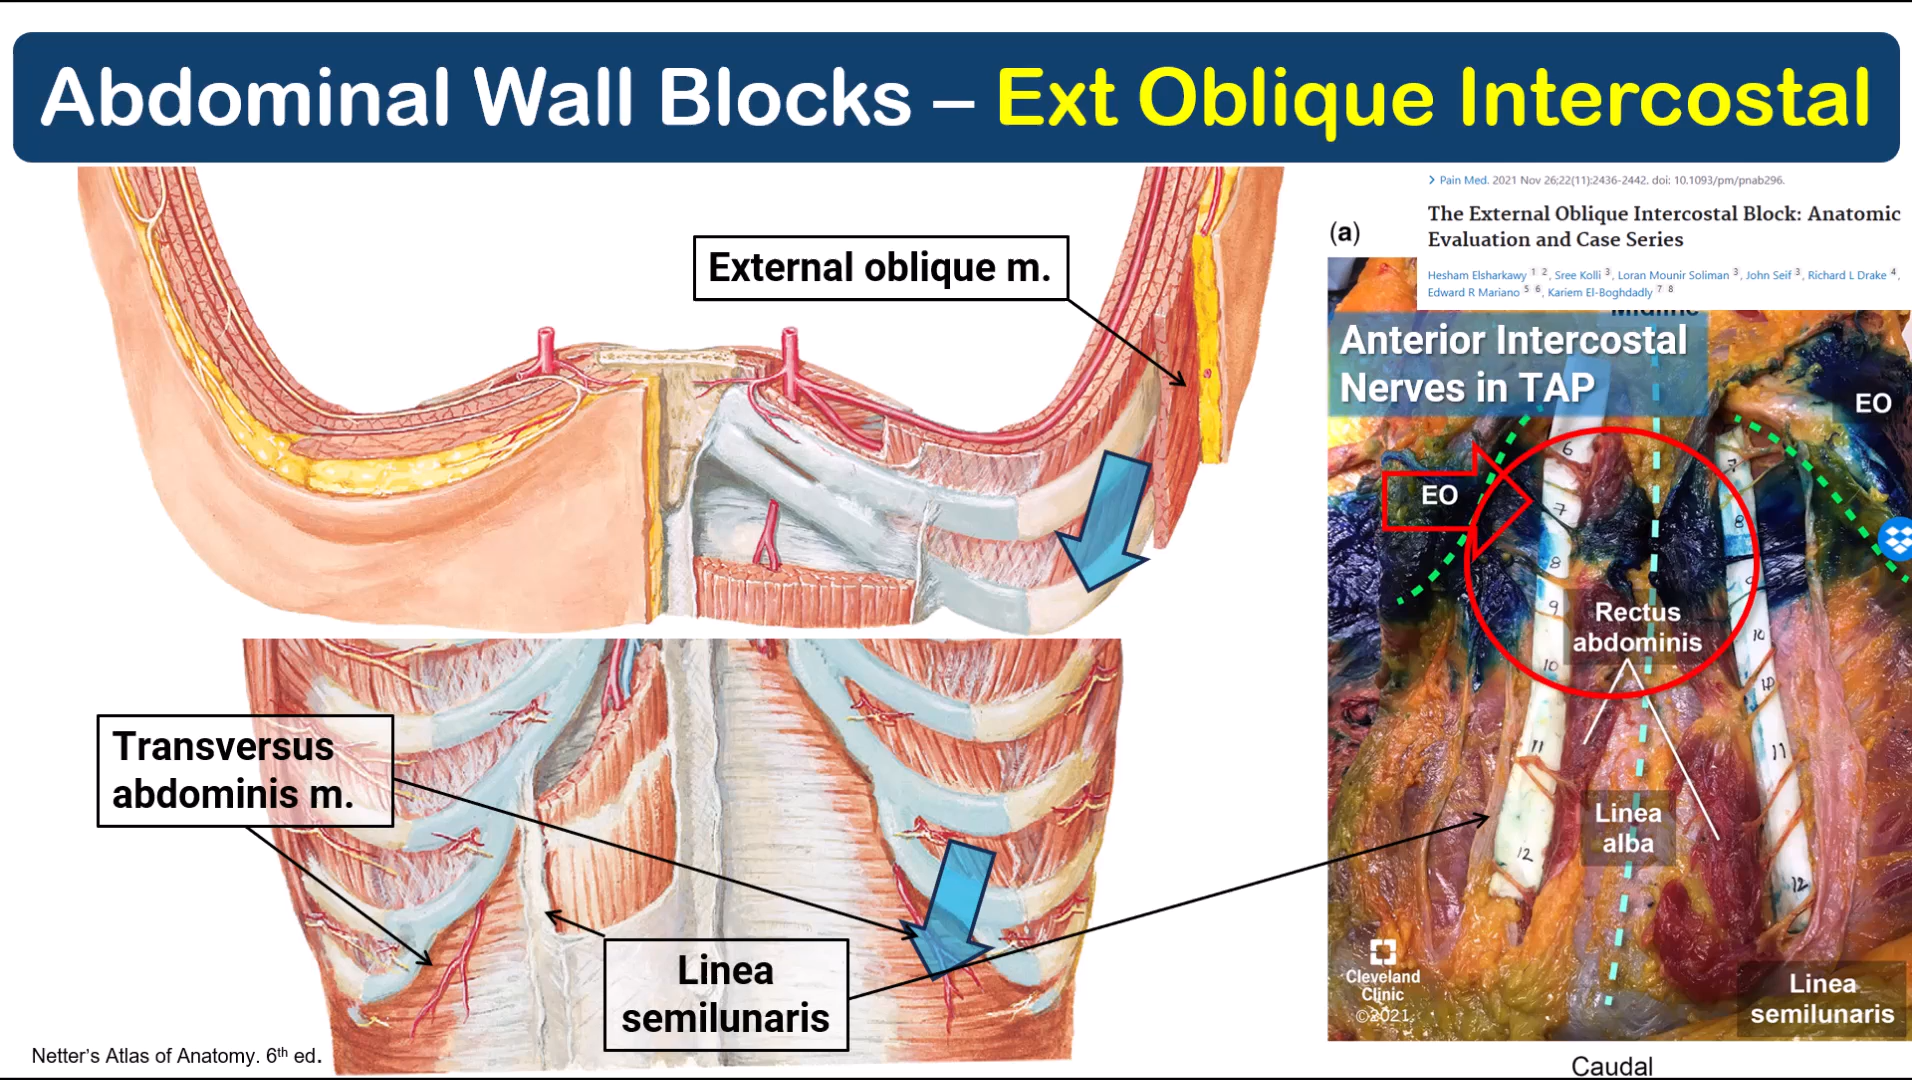 Abdominal Wall Blocks – Ext Oblique Intercostal
> Pain Med. 2021 Nov 26;22(11):2436-2442. doi: 10.1093/pm/pnab296.
The External Oblique Intercostal Block: Anatomic
Evaluation and Case Series
Hesham Elsharkawy 1 2, Sree Kolli 3, Loran Mounir Soliman 3, John Seif 3, Richard L Drake 4,
Edward R Mariano 5 6, Kariem El-Boghdadly 7 8
(a)
External oblique m.
Midline
Anterior Intercostal
Nerves in TAP
EO
EO
6
7
8
9
10
11
12
7
8
9
10
10
11
12
Rectus
abdominis
Transversus
abdominis m.
Linea
alba
Linea
semilunaris
Cleveland
Clinic
©2021
Linea
semilunaris
Netter's Atlas of Anatomy. 6th ed.
Caudal